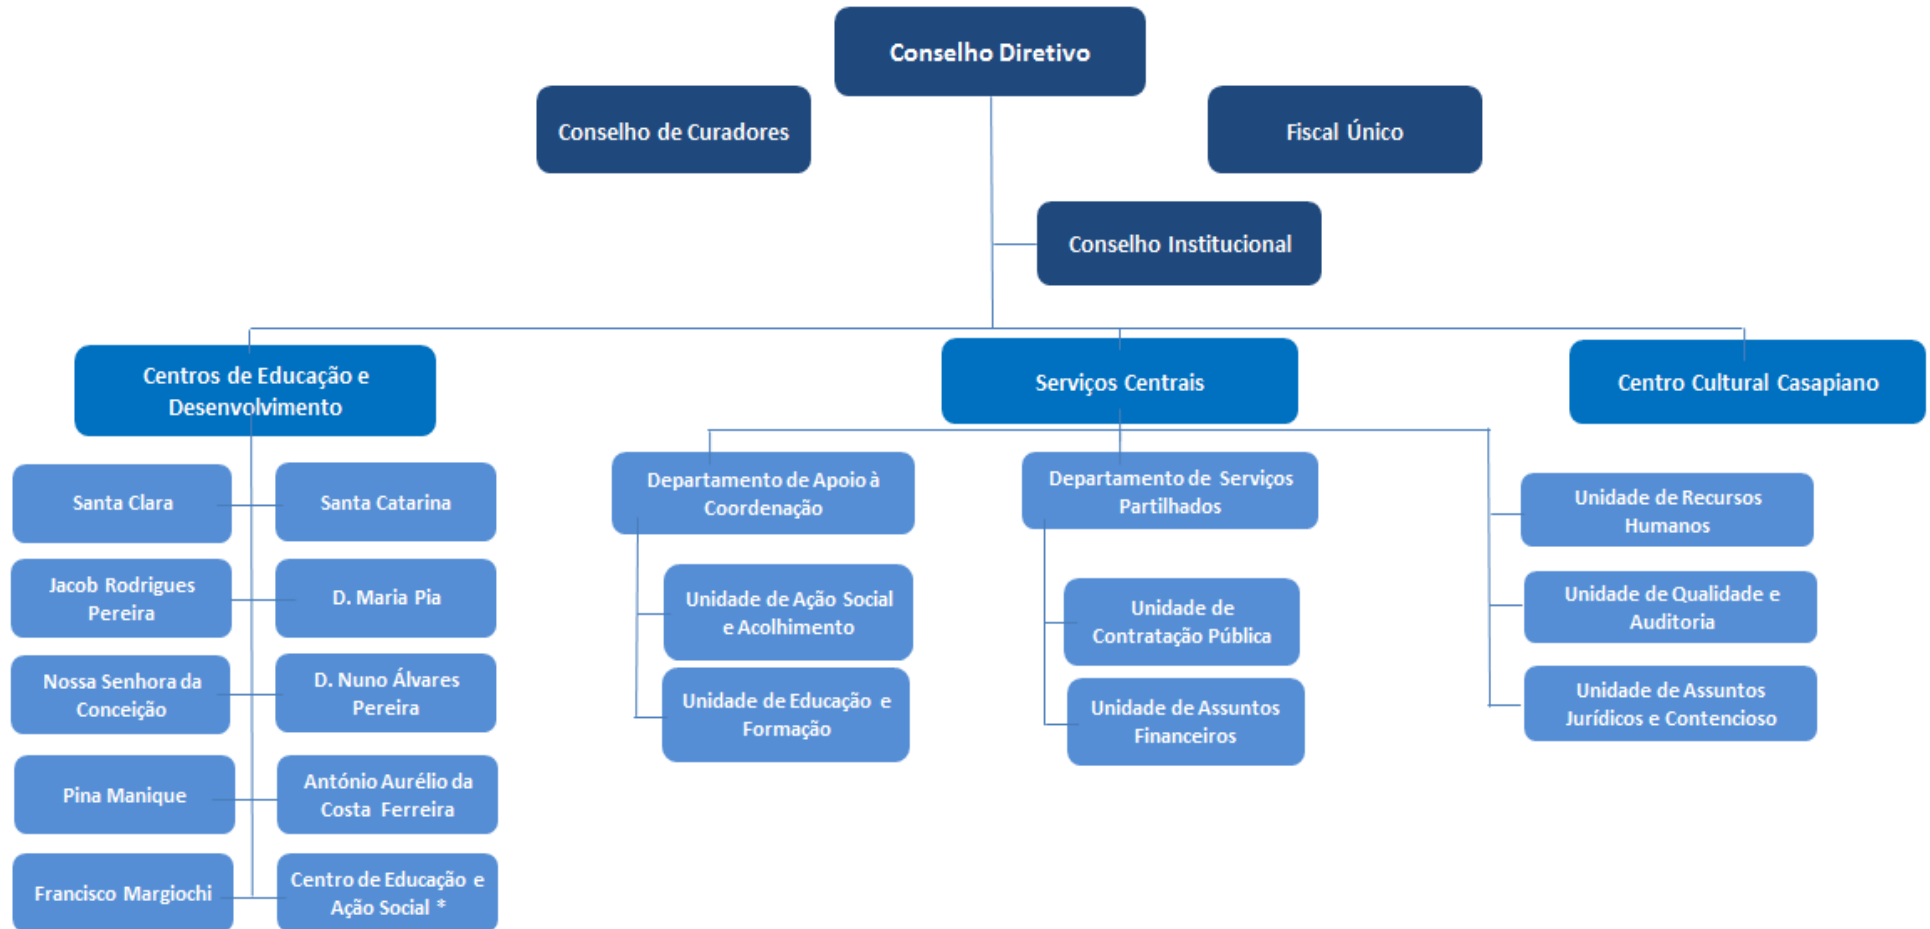 Conselho Diretivo
Conselho de Curadores
Fiscal Único
Conselho Institucional
Centros de Educação e
Desenvolvimento
Serviços Centrais
Centro Cultural Casapiano
Santa Clara
Santa Catarina
Jacob Rodrigues
Pereira
D. Maria Pia
Nossa Senhora da
Conceição
D. Nuno Álvares
Pereira
Pina Manique
António Aurélio da
Costa Ferreira
Francisco Margiochi
Centro de Educação e
Ação Social *
Departamento de Apoio à
Coordenação
Unidade de Ação Social
e Acolhimento
Unidade de Educação e
Formação
Departamento de Serviços
Partilhados
Unidade de
Contratação Pública
Unidade de Assuntos
Financeiros
Unidade de Recursos
Humanos
Unidade de Qualidade e
Auditoria
Unidade de Assuntos
Jurídicos e Contencioso